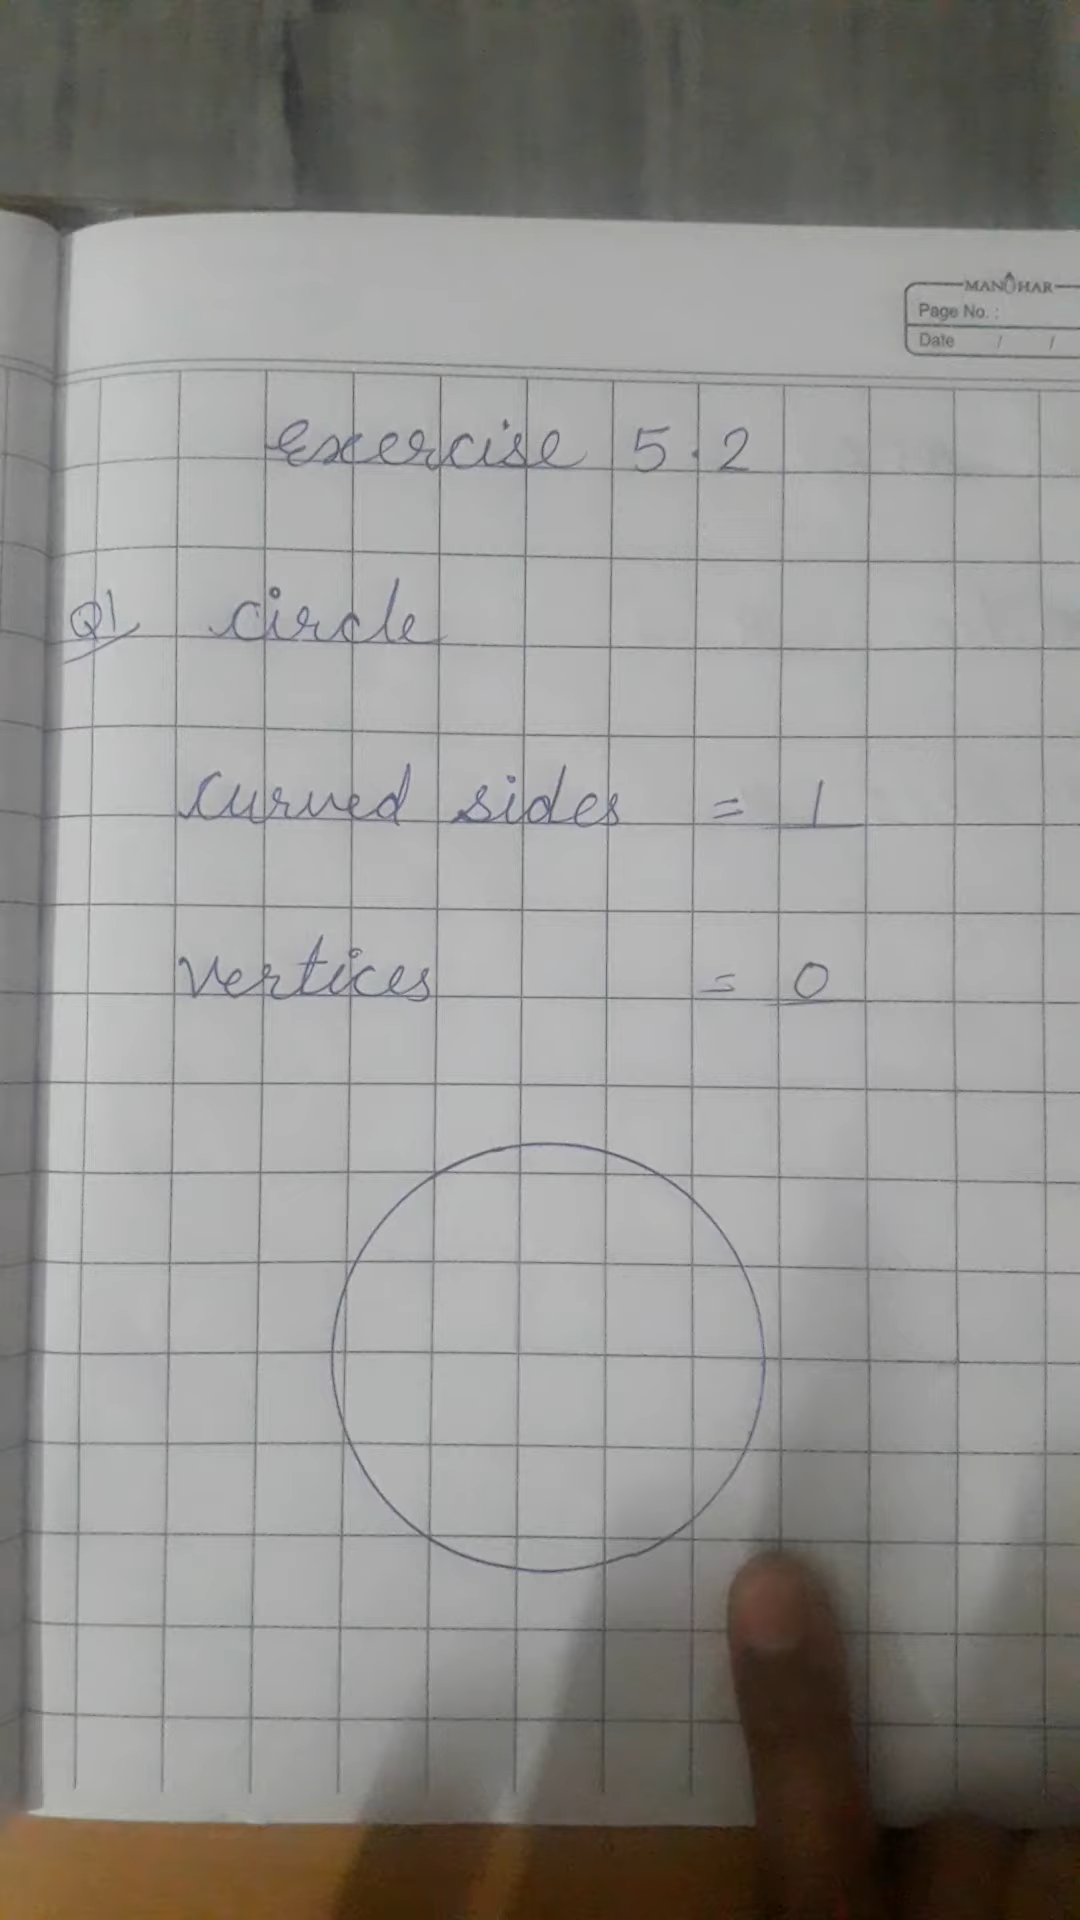 MANOHAR
Page No. :
Date / /
exercise 5.2
Q1 circle
curved sides = 1
vertices = 0